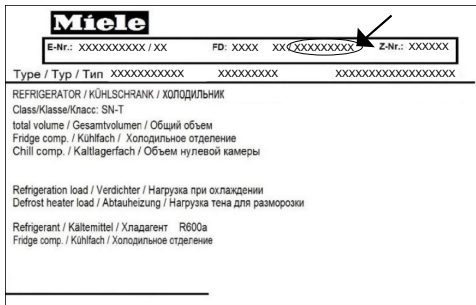 Miele
E-Nr.: XXXXXXXXXX / XX FD: XXXX XX XXXXXXXXX Z-Nr.: XXXXXX
Type / Typ / Тип XXXXXXXXXXX XXXXXXXXX XXXXXXXXXXXXXXXXXX
REFRIGERATOR / KÜHLSCHRANK / ХОЛОДИЛЬНИК
Class/Klasse/Класс: SN-T
total volume / Gesamtvolumen / Общий объем
Fridge comp. / Kühlfach / Холодильное отделение
Chill comp. / Kaltlagerfach / Объем нулевой камеры
Refrigeration load / Verdichter / Нагрузка при охлаждении
Defrost heater load / Abtauheizung / Нагрузка тена для разморозки
Refrigerant / Kältemittel / Хладагент R600a
Fridge comp. / Kühlfach / Холодильное отделение